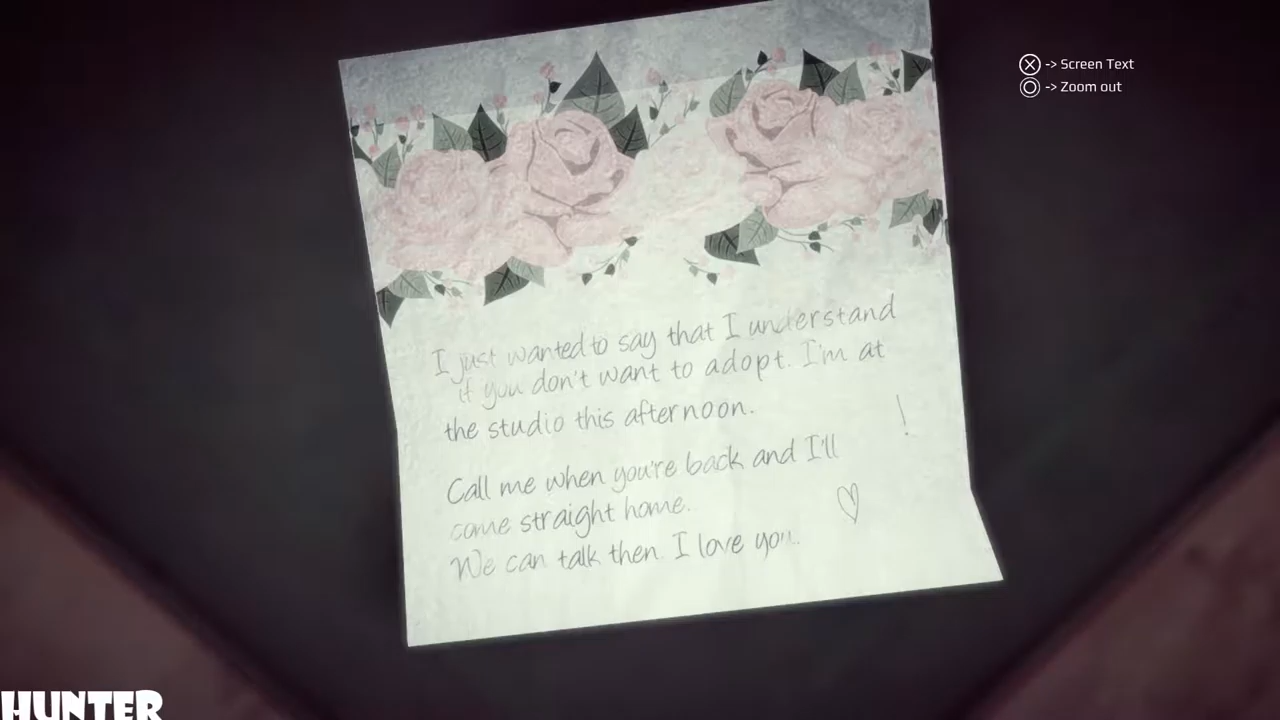 -> Screen Text
-> Zoom out
I just wanted to say that I understand
if you don't want to adopt. I'm at
the studio this afternoon.
!
Call me when you're back and I'll
come straight home.
♡
We can talk then. I love you.
HUNTER